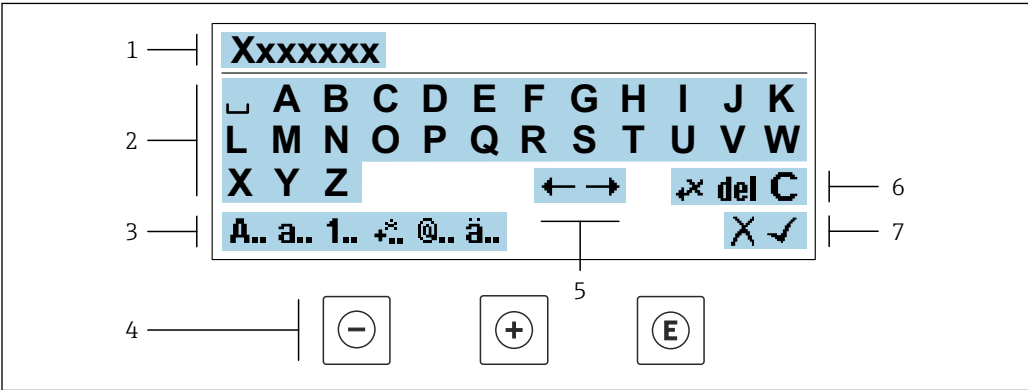 1 Xxxxxxx
2 ␣ A B C D E F G H I J K
L M N O P Q R S T U V W
X Y Z ← → +× del C 6
3 A.. a.. 1.. +×.. @.. ä.. X ✓ 7
5
4 − + E